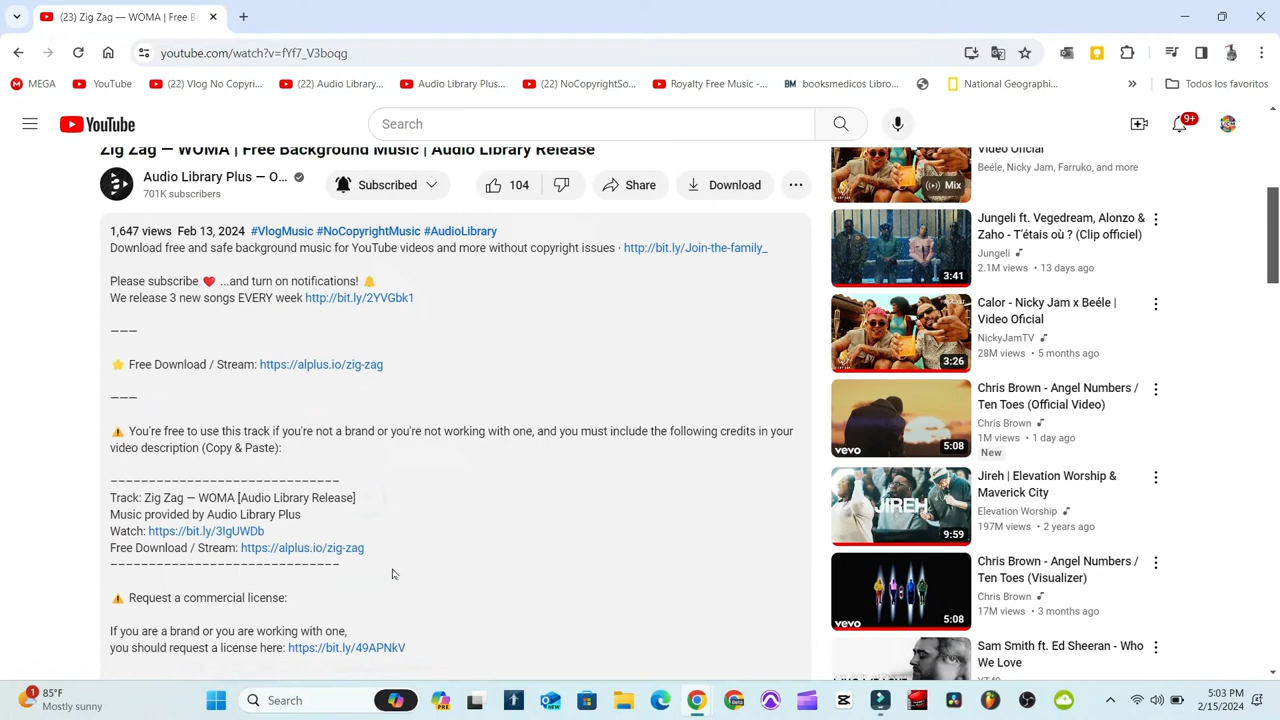 (23) Zig Zag — WOMA | Free B
youtube.com/watch?v=fYf7_V3boqg
MEGA
YouTube
(22) Vlog No Copyri...
(22) Audio Library...
Audio Library Plus...
(22) NoCopyrightSo...
Royalty Free Music -...
BM booksmedicos Libro...
National Geographi...
»
Todos los favoritos
YouTube
Search
9+
Zig Zag — WOMA | Free Background Music | Audio Library Release
Audio Library Plus — O...
701K subscribers
Subscribed
104
Share
Download
1,647 views Feb 13, 2024 #VlogMusic #NoCopyrightMusic #AudioLibrary
Download free and safe background music for YouTube videos and more without copyright issues · http://bit.ly/Join-the-family_
Please subscribe ❤️ ...and turn on notifications! 🔔
We release 3 new songs EVERY week http://bit.ly/2YVGbk1
———
⭐ Free Download / Stream: https://alplus.io/zig-zag
———
⚠️ You're free to use this track if you're not a brand or you're not working with one, and you must include the following credits in your
video description (Copy & Paste):
––––––––––––––––––––––––––––––
Track: Zig Zag — WOMA [Audio Library Release]
Music provided by Audio Library Plus
Watch: https://bit.ly/3IgUWDb
Free Download / Stream: https://alplus.io/zig-zag
––––––––––––––––––––––––––––––
⚠️ Request a commercial license:
If you are a brand or you are working with one,
you should request a license here: https://bit.ly/49APNkV
Video Oficial
Beéle, Nicky Jam, Farruko, and more
Mix
Jungeli ft. Vegedream, Alonzo &
Zaho - T'étais où ? (Clip officiel)
Jungeli
2.1M views • 13 days ago
3:41
Calor - Nicky Jam x Beéle |
Video Oficial
NickyJamTV
28M views • 5 months ago
3:26
Chris Brown - Angel Numbers /
Ten Toes (Official Video)
Chris Brown
1M views • 1 day ago
New
vevo
5:08
Jireh | Elevation Worship &
Maverick City
Elevation Worship
197M views • 2 years ago
JIREH
9:59
Chris Brown - Angel Numbers /
Ten Toes (Visualizer)
Chris Brown
17M views • 3 months ago
vevo
5:08
Sam Smith ft. Ed Sheeran - Who
We Love
1
85°F
Mostly sunny
Search
5:03 PM
2/15/2024